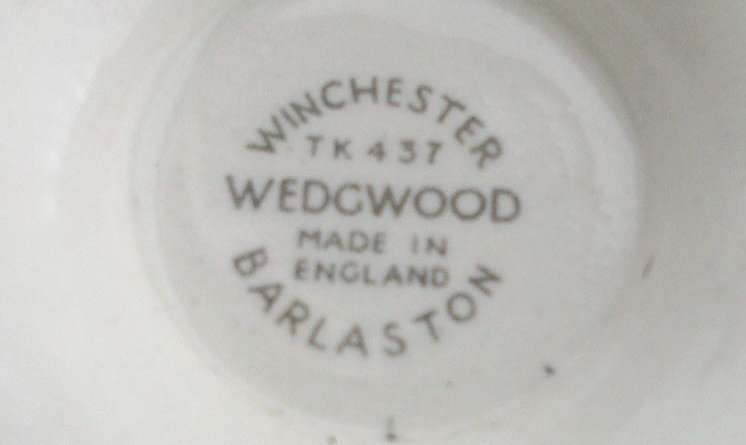 WINCHESTER
TK 437
WEDGWOOD
MADE IN
ENGLAND
BARLASTON